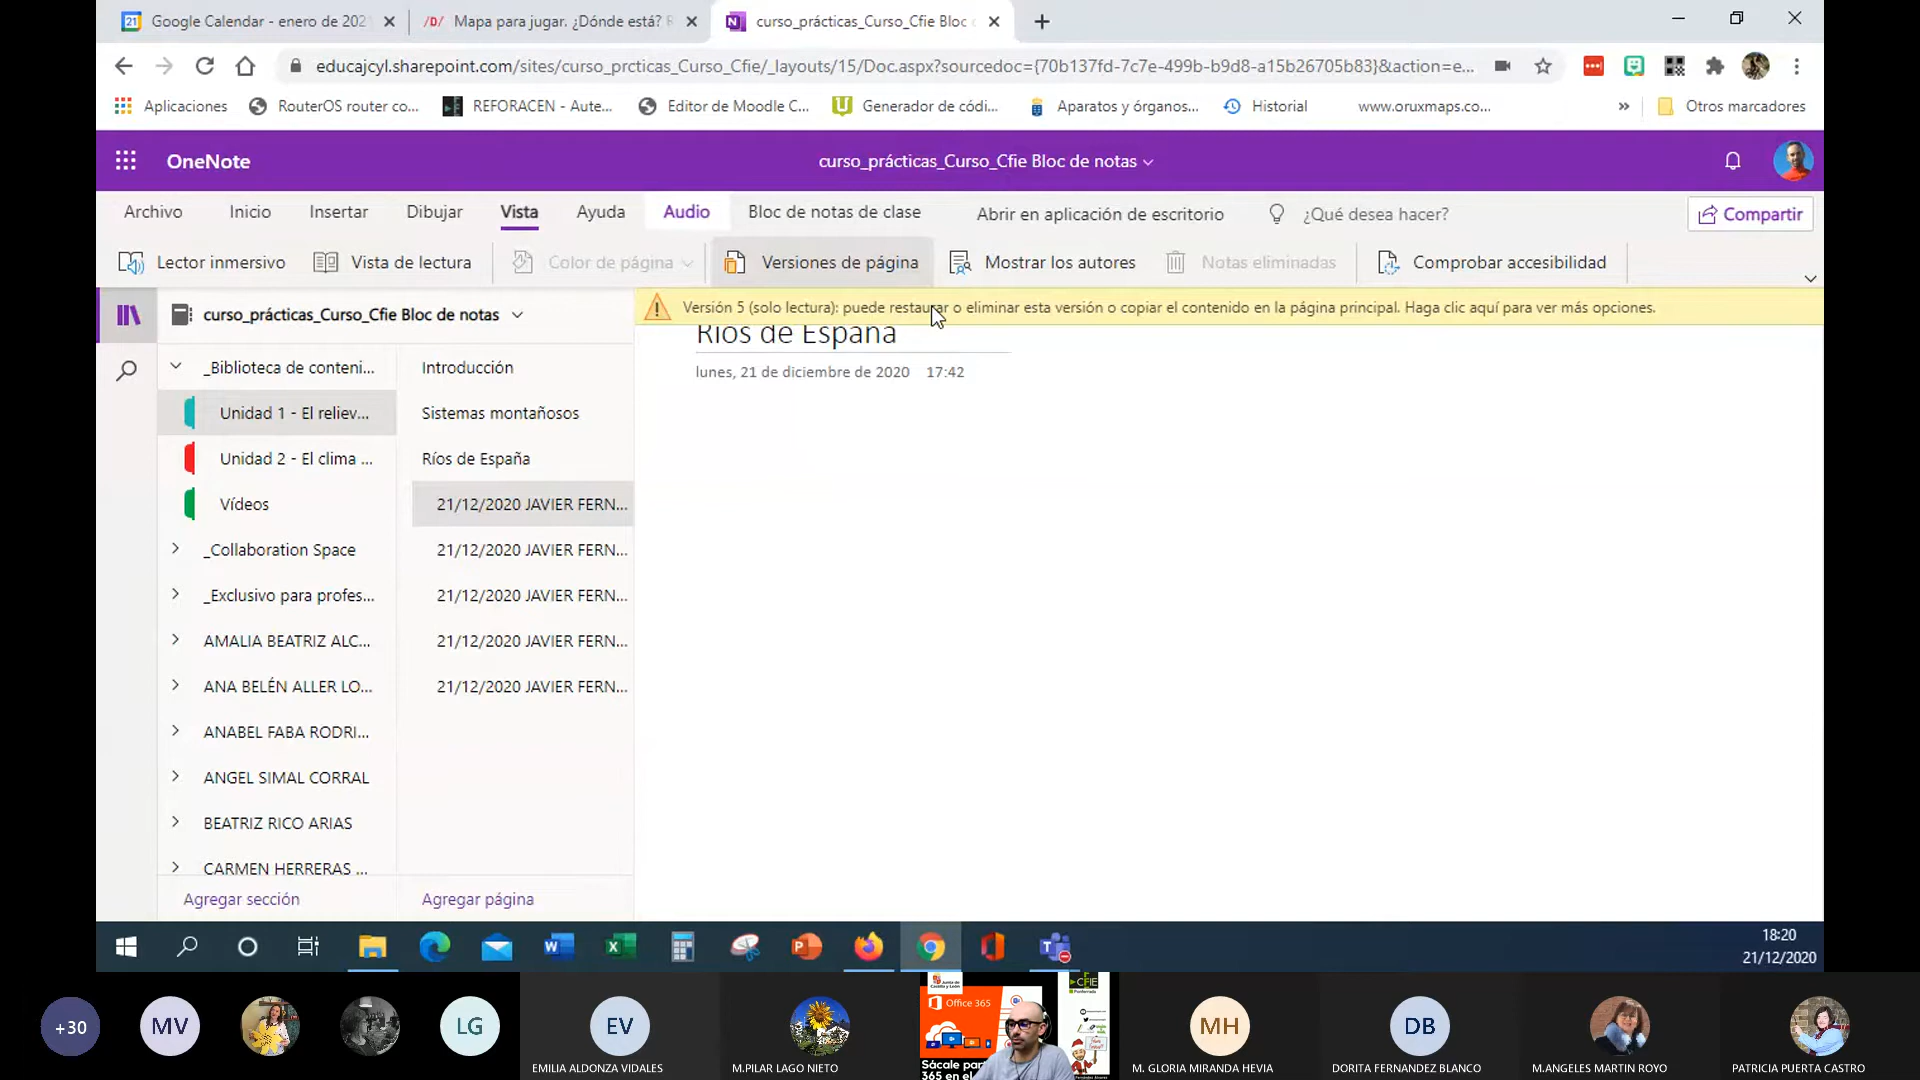 Google Calendar - enero de 202
/D/ Mapa para jugar. ¿Dónde está?
curso_prácticas_Curso_Cfie Bloc
educajcyl.sharepoint.com/sites/curso_prcticas_Curso_Cfie/_layouts/15/Doc.aspx?sourcedoc={70b137fd-7c7e-499b-b9d8-a15b26705b83}&action=e...
Aplicaciones
RouterOS router co...
REFORACEN - Aute...
Editor de Moodle C...
Generador de códi...
Aparatos y órganos...
Historial
www.oruxmaps.co...
»
Otros marcadores
OneNote
curso_prácticas_Curso_Cfie Bloc de notas
Archivo
Inicio
Insertar
Dibujar
Vista
Ayuda
Audio
Bloc de notas de clase
Abrir en aplicación de escritorio
¿Qué desea hacer?
Compartir
Lector inmersivo
Vista de lectura
Color de página
Versiones de página
Mostrar los autores
Notas eliminadas
Comprobar accesibilidad
curso_prácticas_Curso_Cfie Bloc de notas
Versión 5 (solo lectura): puede restaurar o eliminar esta versión o copiar el contenido en la página principal. Haga clic aquí para ver más opciones.
Ríos de España
lunes, 21 de diciembre de 2020 17:42
_Biblioteca de conteni...
Unidad 1 - El reliev...
Unidad 2 - El clima ...
Vídeos
_Collaboration Space
_Exclusivo para profes...
AMALIA BEATRIZ ALC...
ANA BELÉN ALLER LO...
ANABEL FABA RODRI...
ANGEL SIMAL CORRAL
BEATRIZ RICO ARIAS
CARMEN HERRERAS ...
Agregar sección
Introducción
Sistemas montañosos
Ríos de España
21/12/2020 JAVIER FERN...
21/12/2020 JAVIER FERN...
21/12/2020 JAVIER FERN...
21/12/2020 JAVIER FERN...
21/12/2020 JAVIER FERN...
Agregar página
18:20
21/12/2020
+30
MV
LG
EV
EMILIA ALDONZA VIDALES
M.PILAR LAGO NIETO
Junta de
Castilla y León
Office 365
CFIE
Ponferrada
Sácale par
365 en el
MH
M. GLORIA MIRANDA HEVIA
DB
DORITA FERNANDEZ BLANCO
M.ANGELES MARTIN ROYO
PATRICIA PUERTA CASTRO